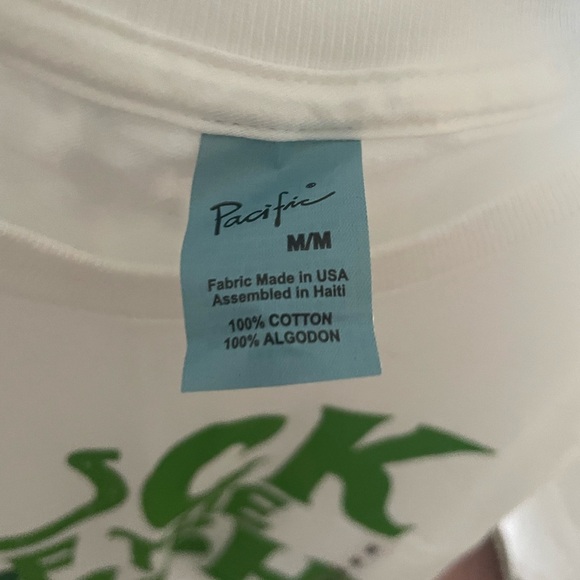 Pacific
M/M
Fabric Made in USA
Assembled in Haiti
100% COTTON
100% ALGODON